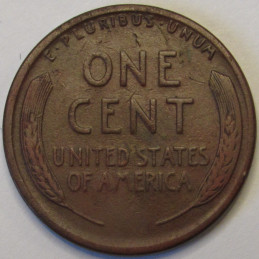 E·PLURIBUS·UNUM
ONE
CENT
UNITED STATES
OF AMERICA